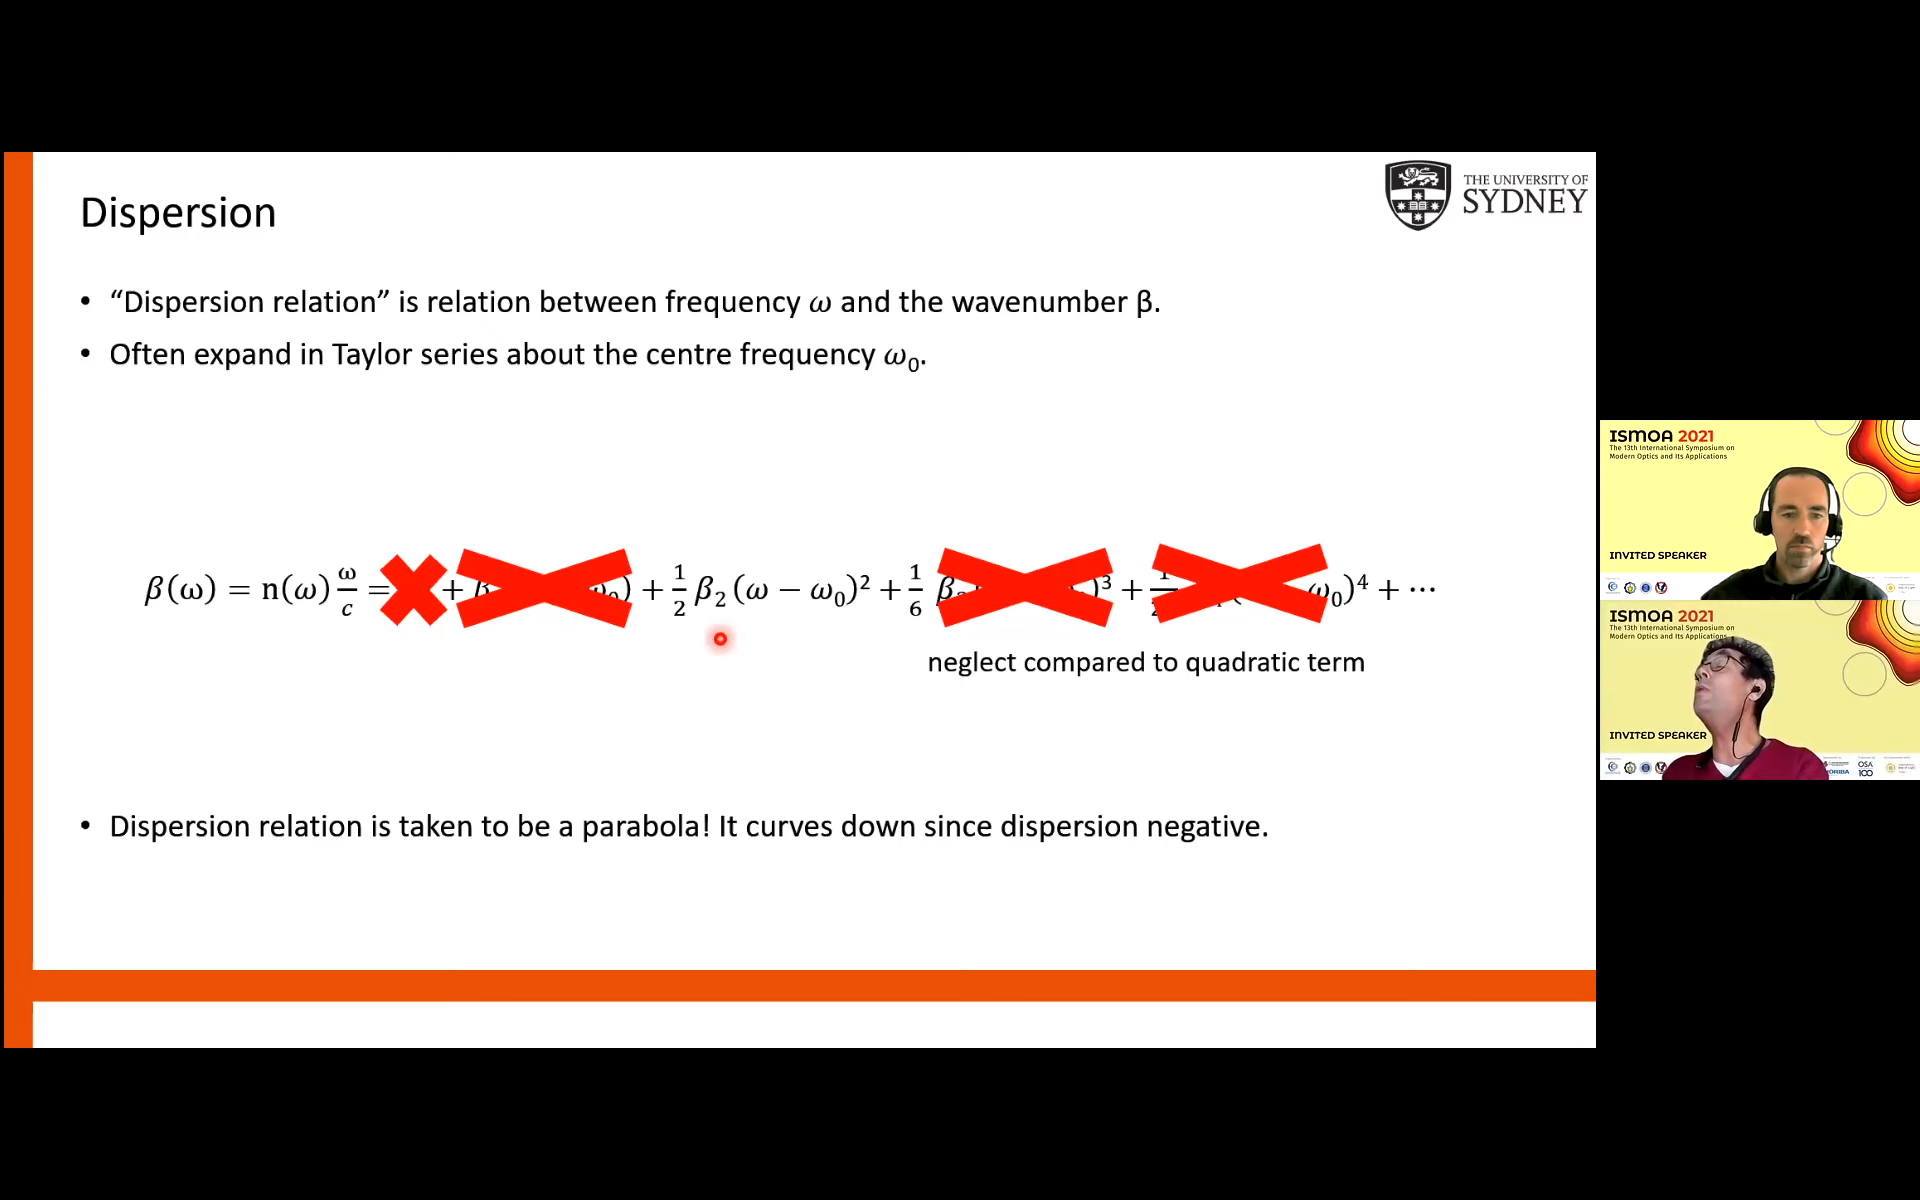 Dispersion
THE UNIVERSITY OF
SYDNEY
• “Dispersion relation” is relation between frequency ω and the wavenumber β.
• Often expand in Taylor series about the centre frequency ω₀.
β(ω) = n(ω) ω/c = + + 1/2 β₂ (ω − ω₀)² + 1/6 )³ + ω₀)⁴ + ⋯
neglect compared to quadratic term
• Dispersion relation is taken to be a parabola! It curves down since dispersion negative.
ISMOA 2021
The 13th International Symposium on
Modern Optics and Its Applications
INVITED SPEAKER
ISMOA 2021
The 13th International Symposium on
Modern Optics and Its Applications
INVITED SPEAKER
OSA
100